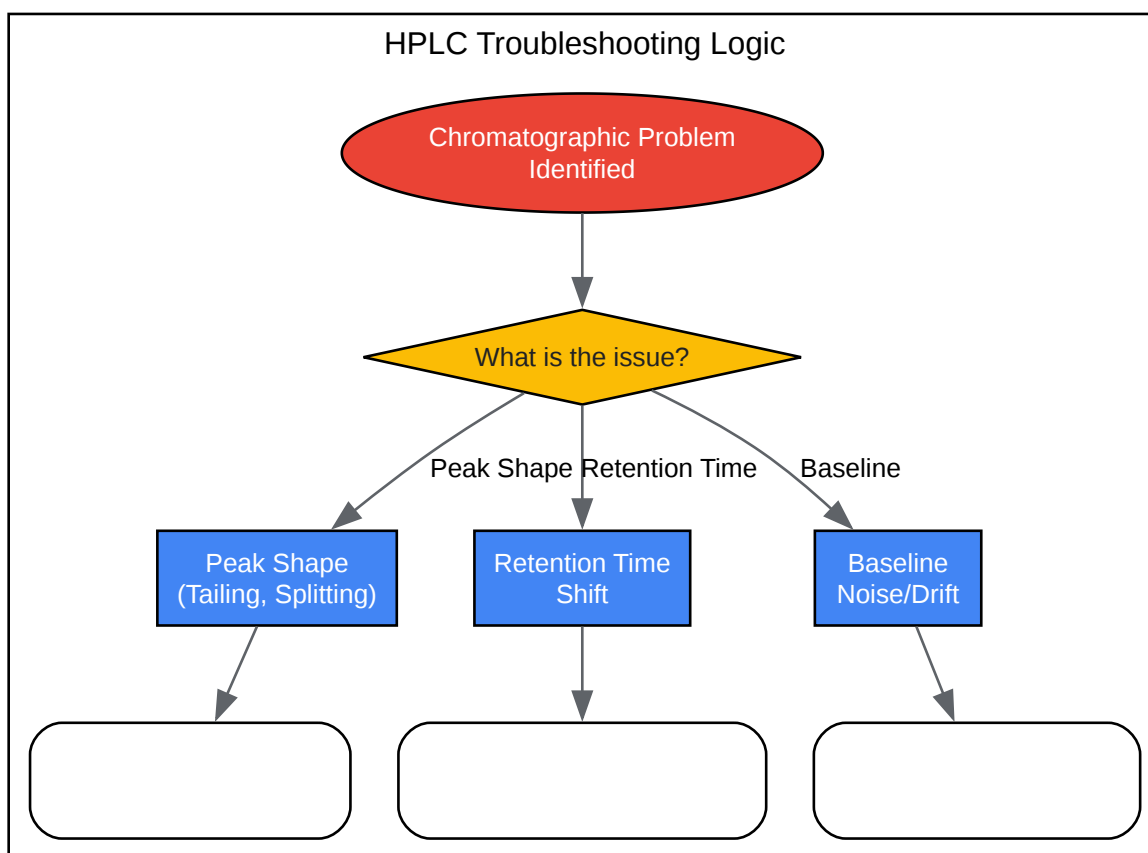 HPLC Troubleshooting Logic
Chromatographic Problem
Identified
What is the issue?
Peak Shape
Retention Time
Baseline
Peak Shape
(Tailing, Splitting)
Retention Time
Shift
Baseline
Noise/Drift